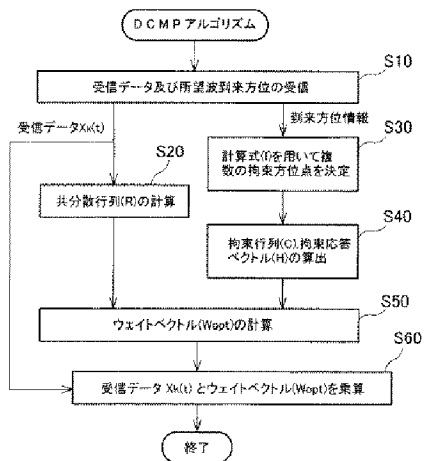 DCMPアルゴリズム
S10
受信データ及び所望波到来方位の受信
受信データXk(t)
到来方位情報
S20
S30
計算式(f)を用いて複
数の拘束方位点を決定
共分散行列(R)の計算
S40
拘束行列(C),拘束応答
ベクトル(H)の算出
S50
ウェイトベクトル(Wopt)の計算
S60
受信データ Xk(t) とウェイトベクトル(Wopt)を乗算
終了